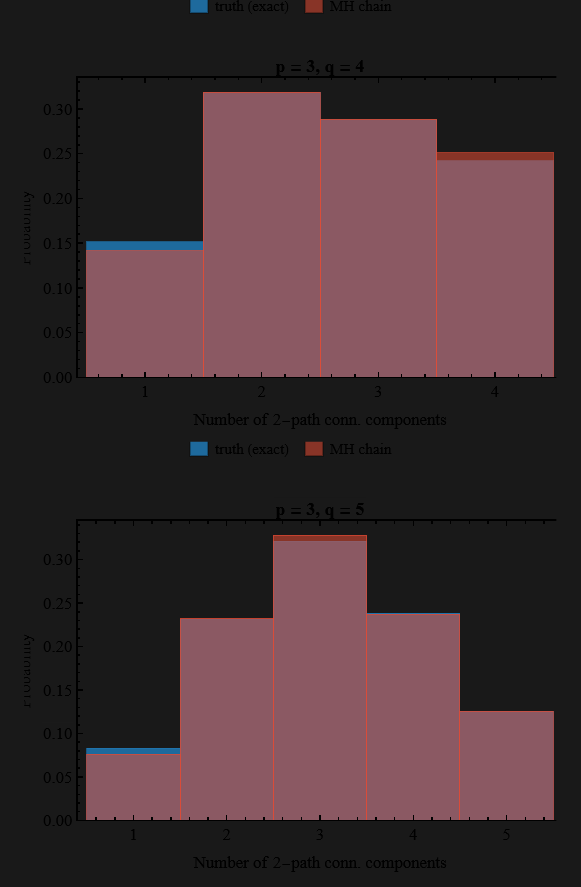 truth (exact) MH chain
p = 3, q = 4
Probability
0.30
0.25
0.20
0.15
0.10
0.05
0.00
1 2 3 4
Number of 2−path conn. components
truth (exact) MH chain
p = 3, q = 5
Probability
0.30
0.25
0.20
0.15
0.10
0.05
0.00
1 2 3 4 5
Number of 2−path conn. components